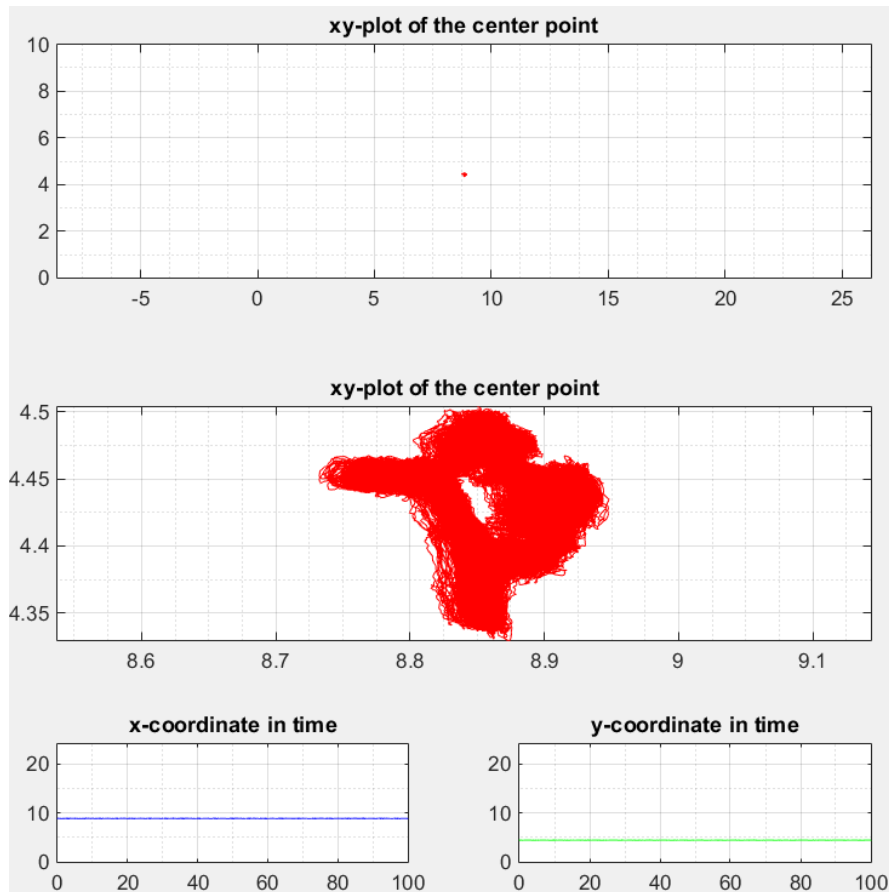 xy-plot of the center point
10
8
6
4
2
0
-5 0 5 10 15 20 25
xy-plot of the center point
4.5
4.45
4.4
4.35
8.6 8.7 8.8 8.9 9 9.1
x-coordinate in time y-coordinate in time
20 20
10 10
0 0
0 20 40 60 80 100 0 20 40 60 80 100